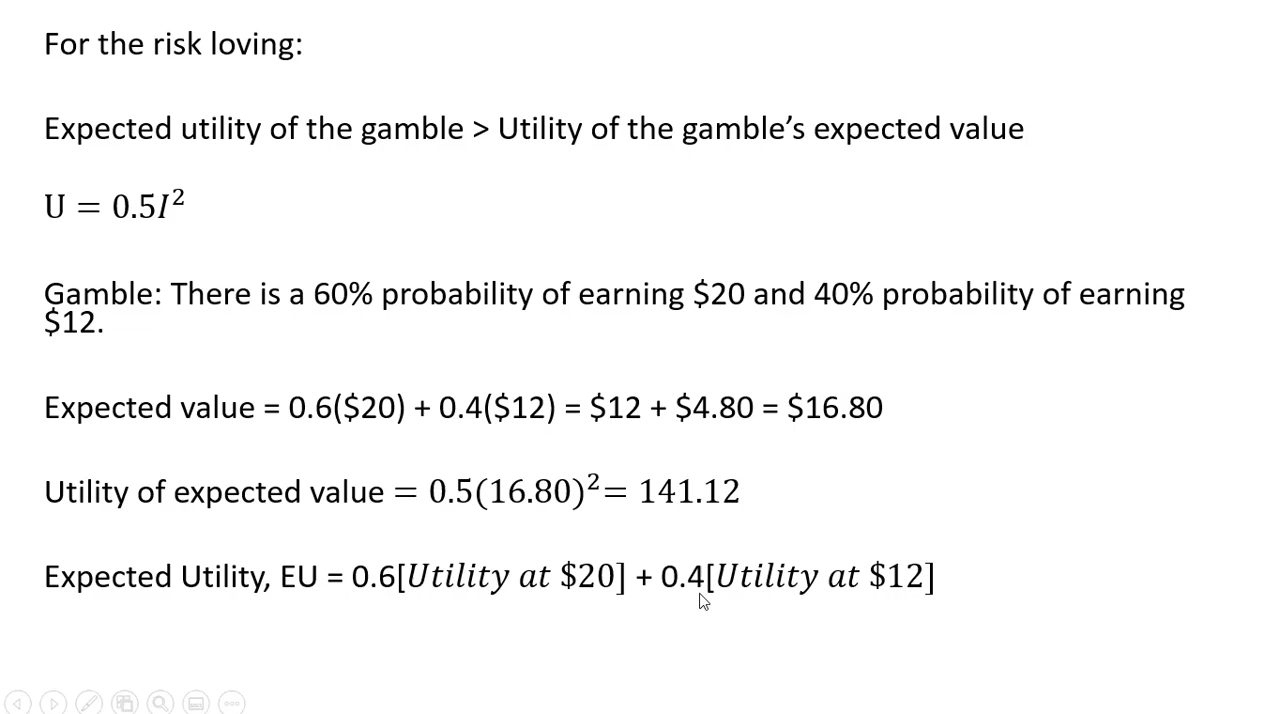 For the risk loving:
Expected utility of the gamble > Utility of the gamble’s expected value
U = 0.5𝐼²
Gamble: There is a 60% probability of earning $20 and 40% probability of earning
$12.
Expected value = 0.6($20) + 0.4($12) = $12 + $4.80 = $16.80
Utility of expected value = 0.5(16.80)²= 141.12
Expected Utility, EU = 0.6[Utility at $20] + 0.4[Utility at $12]